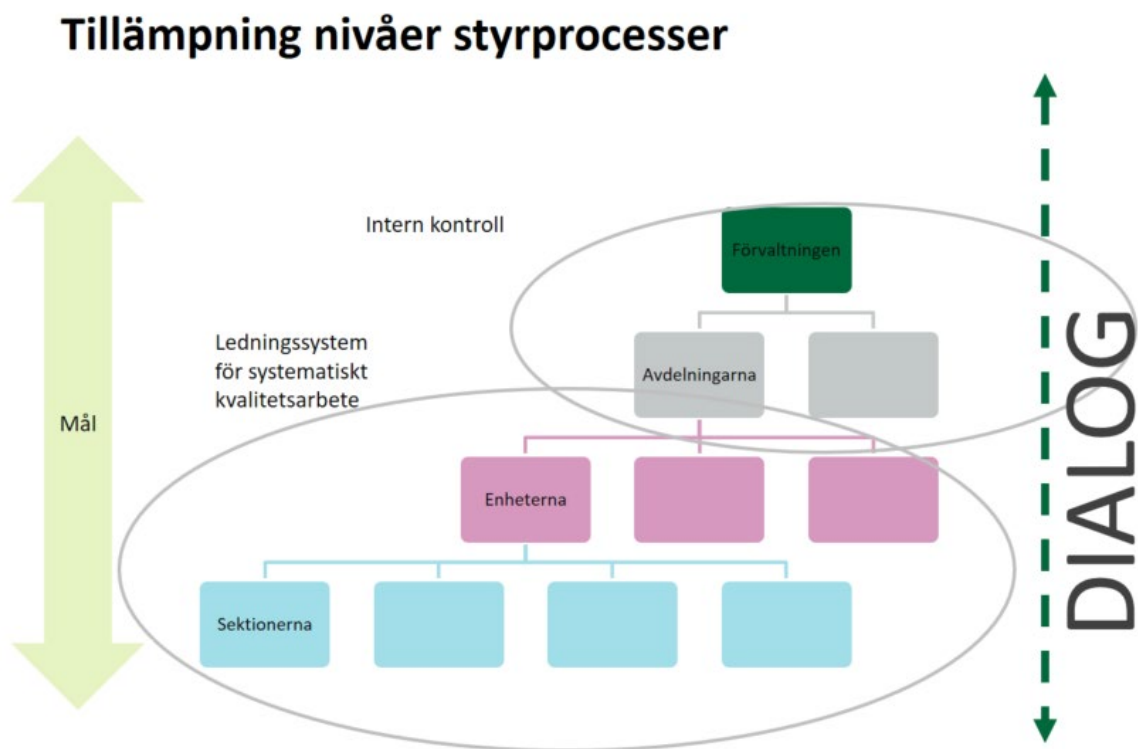 Tillämpning nivåer styrprocesser
Intern kontroll
Förvaltningen
Ledningssystem
för systematiskt
kvalitetsarbete
Avdelningarna
Mål
Enheterna
Sektionerna
DIALOG